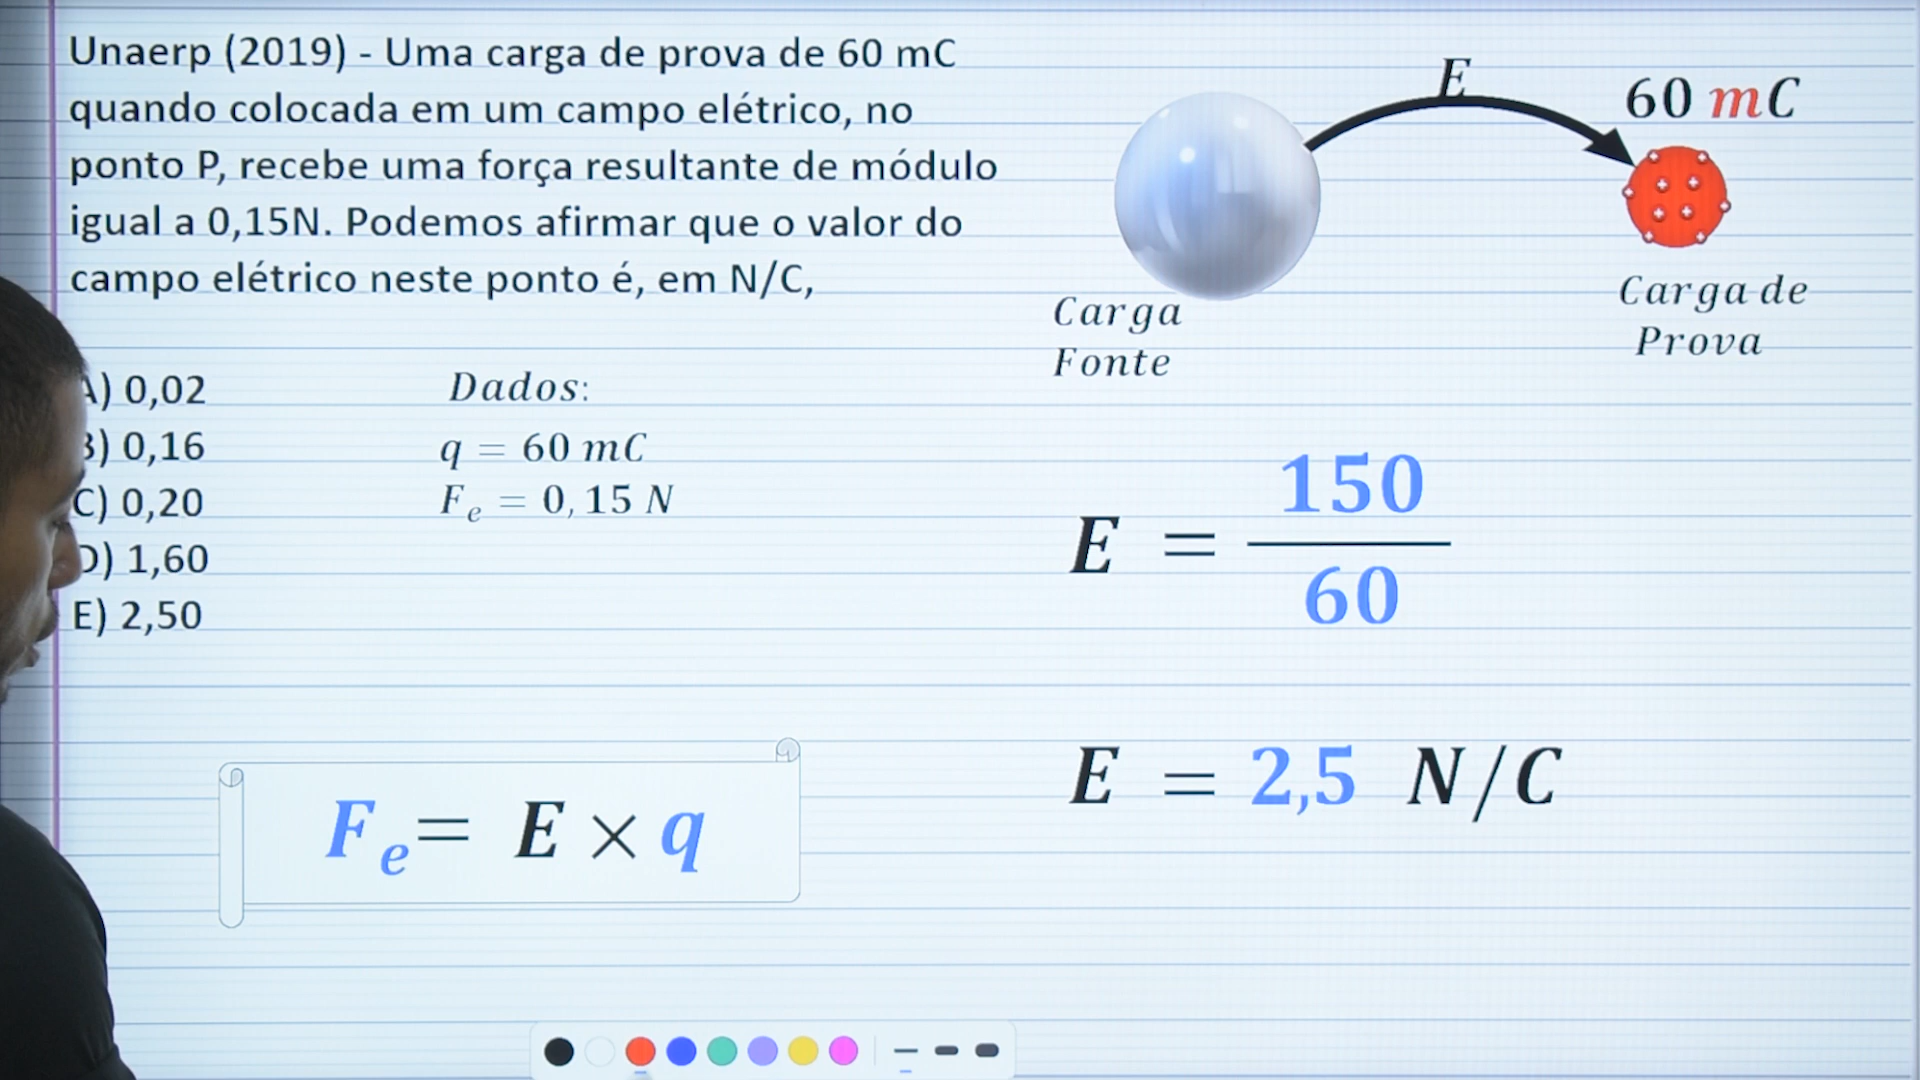 Unaerp (2019) - Uma carga de prova de 60 mC
quando colocada em um campo elétrico, no
ponto P, recebe uma força resultante de módulo
igual a 0,15N. Podemos afirmar que o valor do
campo elétrico neste ponto é, em N/C,
A) 0,02
B) 0,16
C) 0,20
D) 1,60
E) 2,50
Dados:
q = 60 mC
Fe = 0,15 N
Fe = E × q
E
60 mC
Carga
Fonte
Carga de
Prova
E = 150/60
E = 2,5 N/C